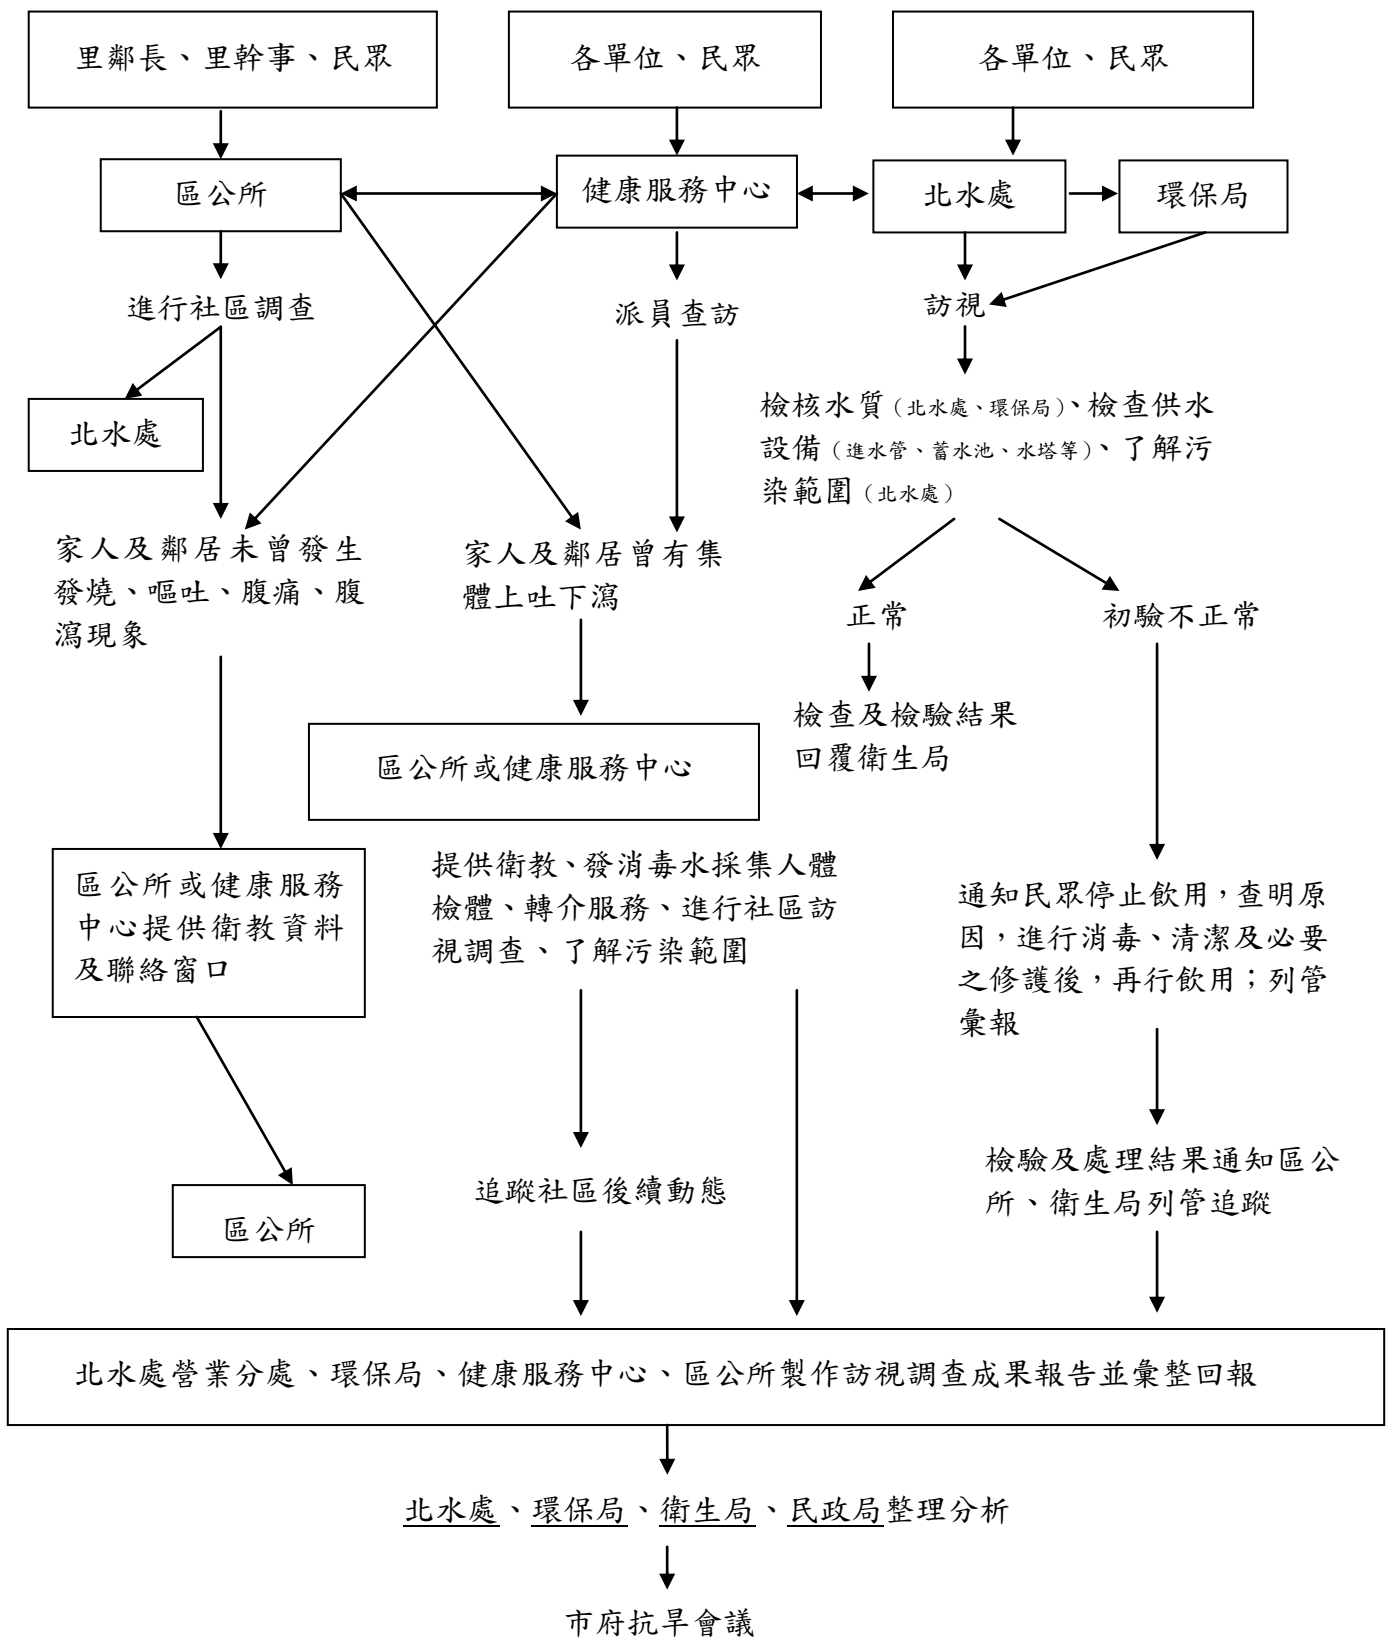 里鄰長、里幹事、民眾
各單位、民眾
各單位、民眾
區公所
健康服務中心
北水處
環保局
進行社區調查
派員查訪
訪視
北水處
檢核水質(北水處、環保局)、檢查供水
設備(進水管、蓄水池、水塔等)、了解污
染範圍(北水處)
家人及鄰居未曾發生
發燒、嘔吐、腹痛、腹
瀉現象
家人及鄰居曾有集
體上吐下瀉
正常
初驗不正常
檢查及檢驗結果
回覆衛生局
區公所或健康服務中心
區公所或健康服務
中心提供衛教資料
及聯絡窗口
提供衛教、發消毒水採集人體
檢體、轉介服務、進行社區訪
視調查、了解污染範圍
通知民眾停止飲用，查明原
因，進行消毒、清潔及必要
之修護後，再行飲用；列管
彙報
區公所
追蹤社區後續動態
檢驗及處理結果通知區公
所、衛生局列管追蹤
北水處營業分處、環保局、健康服務中心、區公所製作訪視調查成果報告並彙整回報
北水處、環保局、衛生局、民政局整理分析
市府抗旱會議